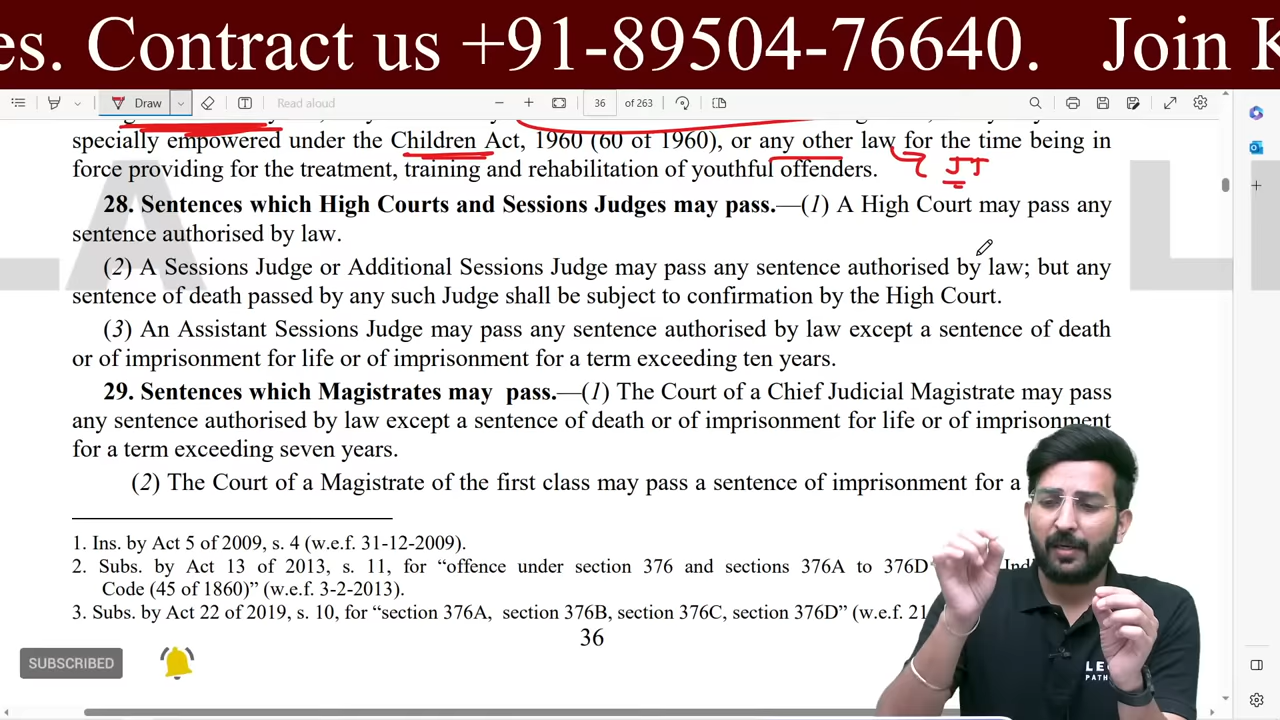 es. Contract us +91-89504-76640. Join K
Draw Read aloud 36 of 263
specially empowered under the Children Act, 1960 (60 of 1960), or any other law for the time being in
force providing for the treatment, training and rehabilitation of youthful offenders. JJ
28. Sentences which High Courts and Sessions Judges may pass.—(1) A High Court may pass any
sentence authorised by law.
(2) A Sessions Judge or Additional Sessions Judge may pass any sentence authorised by law; but any
sentence of death passed by any such Judge shall be subject to confirmation by the High Court.
(3) An Assistant Sessions Judge may pass any sentence authorised by law except a sentence of death
or of imprisonment for life or of imprisonment for a term exceeding ten years.
29. Sentences which Magistrates may pass.—(1) The Court of a Chief Judicial Magistrate may pass
any sentence authorised by law except a sentence of death or of imprisonment for life or of imprisonment
for a term exceeding seven years.
(2) The Court of a Magistrate of the first class may pass a sentence of imprisonment for a
1. Ins. by Act 5 of 2009, s. 4 (w.e.f. 31-12-2009).
2. Subs. by Act 13 of 2013, s. 11, for “offence under section 376 and sections 376A to 376D
Code (45 of 1860)” (w.e.f. 3-2-2013).
3. Subs. by Act 22 of 2019, s. 10, for “section 376A, section 376B, section 376C, section 376D” (w.e.f. 21
36
SUBSCRIBED